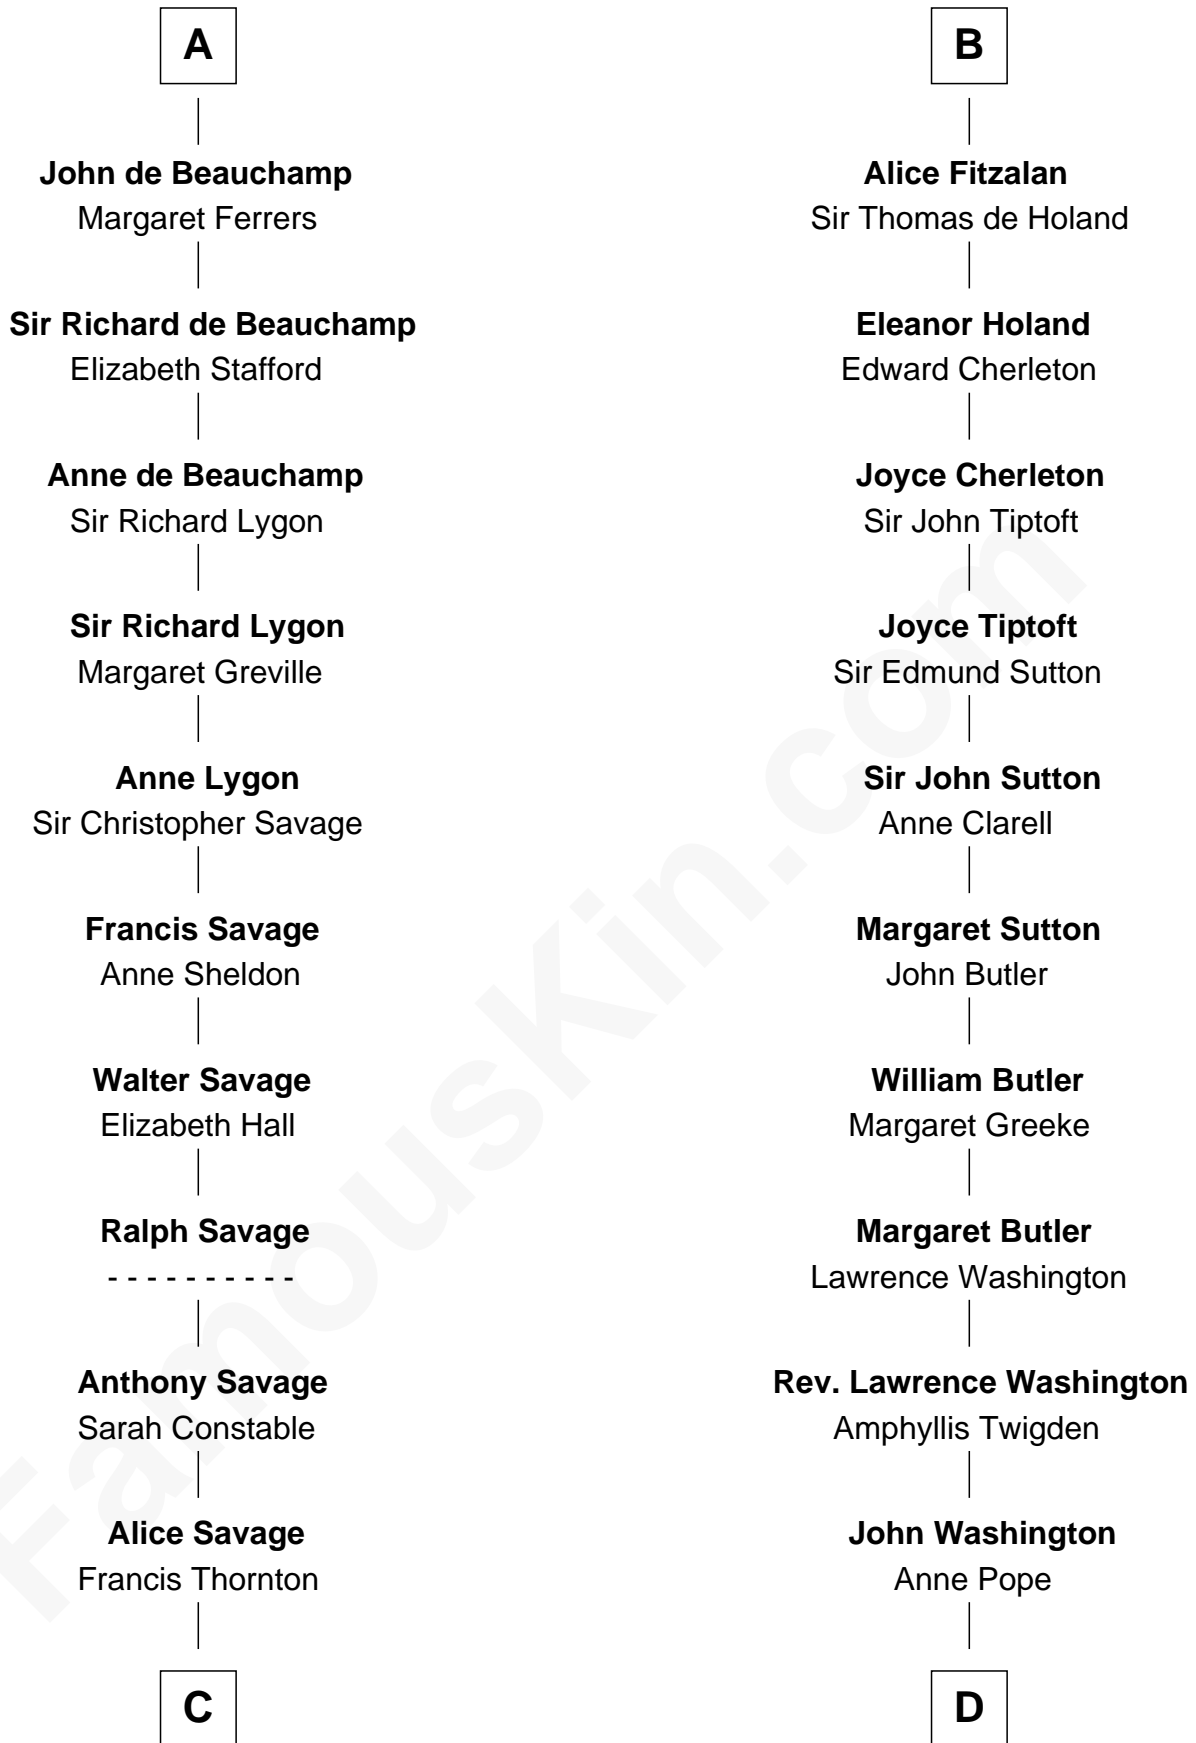 A
John de Beauchamp
Margaret Ferrers
Sir Richard de Beauchamp
Elizabeth Stafford
Anne de Beauchamp
Sir Richard Lygon
Sir Richard Lygon
Margaret Greville
Anne Lygon
Sir Christopher Savage
Francis Savage
Anne Sheldon
Walter Savage
Elizabeth Hall
Ralph Savage
- - - - - - - - - -
Anthony Savage
Sarah Constable
Alice Savage
Francis Thornton
C
B
Alice Fitzalan
Sir Thomas de Holand
Eleanor Holand
Edward Cherleton
Joyce Cherleton
Sir John Tiptoft
Joyce Tiptoft
Sir Edmund Sutton
Sir John Sutton
Anne Clarell
Margaret Sutton
John Butler
William Butler
Margaret Greeke
Margaret Butler
Lawrence Washington
Rev. Lawrence Washington
Amphyllis Twigden
John Washington
Anne Pope
D
FamousKin.com